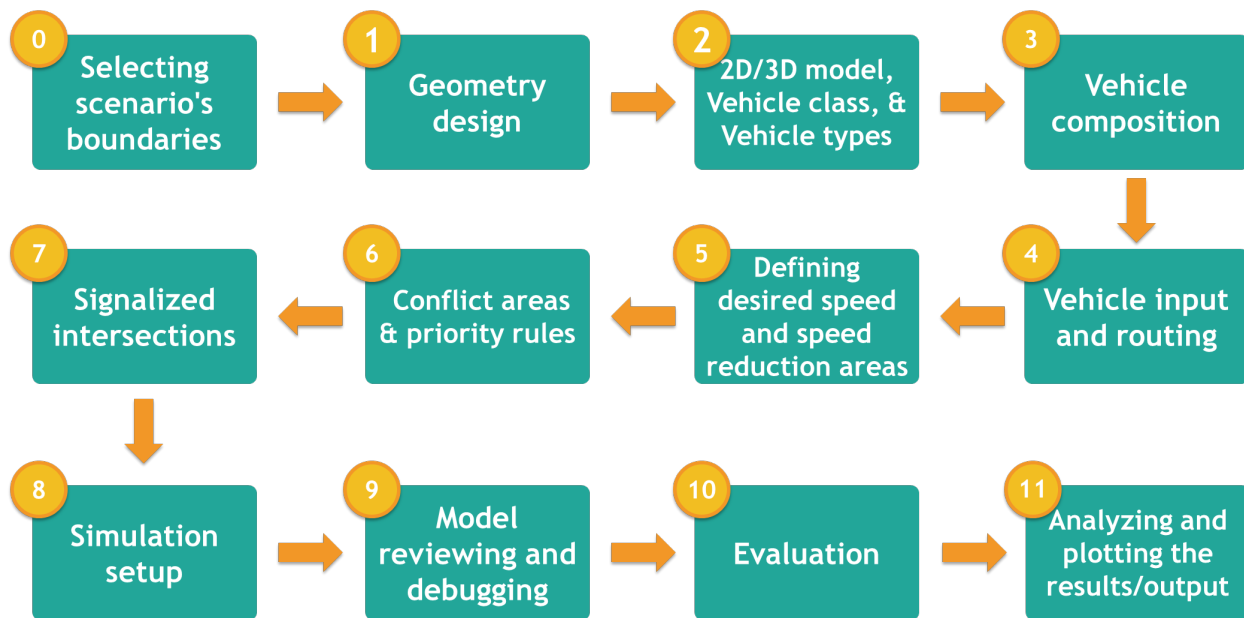 0
Selecting
scenario's
boundaries
1
Geometry
design
2
2D/3D model,
Vehicle class, &
Vehicle types
3
Vehicle
composition
4
Vehicle input
and routing
5
Defining
desired speed
and speed
reduction areas
6
Conflict areas
& priority rules
7
Signalized
intersections
8
Simulation
setup
9
Model
reviewing and
debugging
10
Evaluation
11
Analyzing and
plotting the
results/output